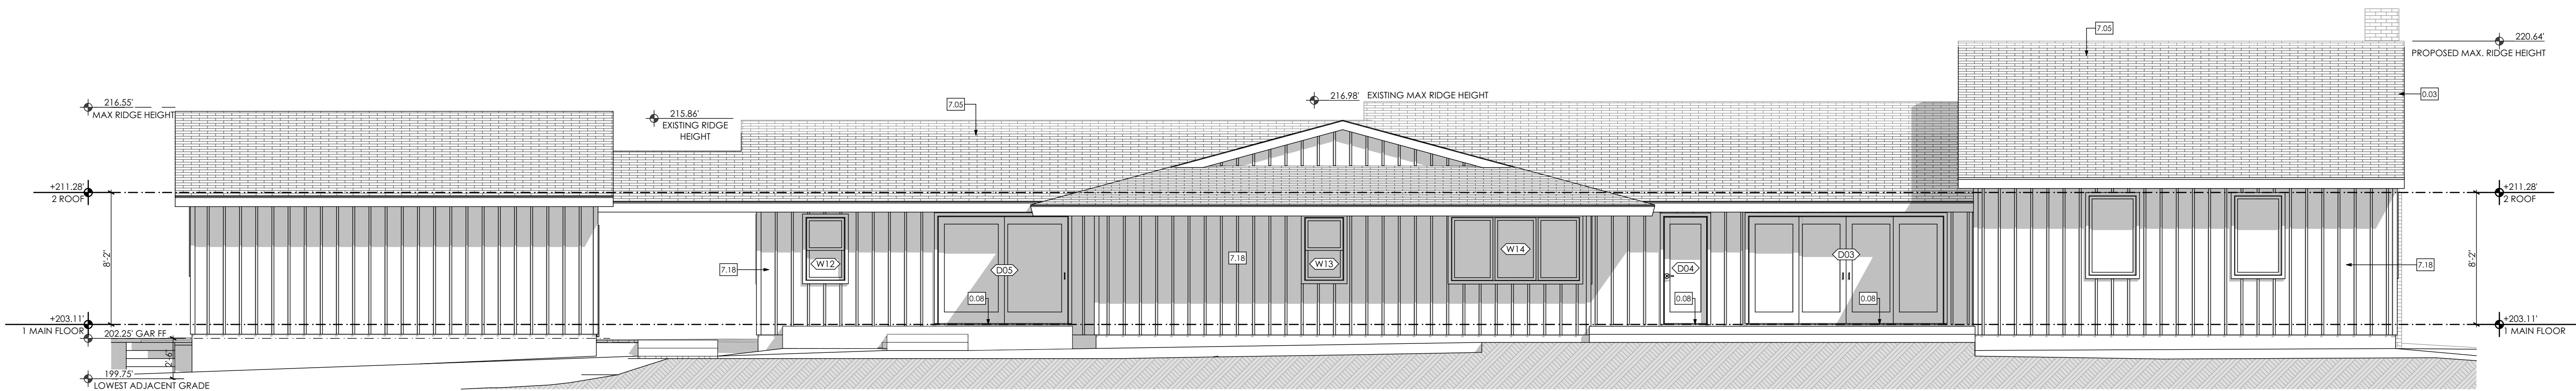 216.55'
MAX RIDGE HEIGHT
+211.28'
2 ROOF
8'-2"
+203.11'
1 MAIN FLOOR
202.25' GAR FF
2'-6"
199.75'
LOWEST ADJACENT GRADE
215.86'
EXISTING RIDGE
HEIGHT
7.05
216.98' EXISTING MAX RIDGE HEIGHT
7.18
W12
D05
0.08
7.18
W13
W14
D04
0.08
D03
0.08
7.05
220.64'
PROPOSED MAX. RIDGE HEIGHT
0.03
+211.28'
2 ROOF
8'-2"
7.18
+203.11'
1 MAIN FLOOR